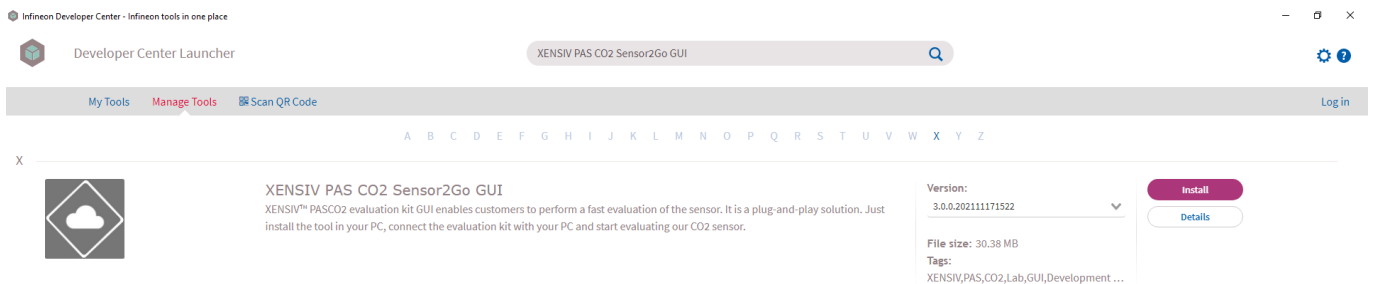 Infineon Developer Center - Infineon tools in one place
Developer Center Launcher
XENSIV PAS CO2 Sensor2Go GUI
My Tools Manage Tools Scan QR Code Log in
A B C D E F G H I J K L M N O P Q R S T U V W X Y Z
X
XENSIV PAS CO2 Sensor2Go GUI
XENSIV™ PASCO2 evaluation kit GUI enables customers to perform a fast evaluation of the sensor. It is a plug-and-play solution. Just
install the tool in your PC, connect the evaluation kit with your PC and start evaluating our CO2 sensor.
Version:
3.0.0.202111171522
File size: 30.38 MB
Tags:
XENSIV,PAS,CO2,Lab,GUI,Development ...
Install
Details